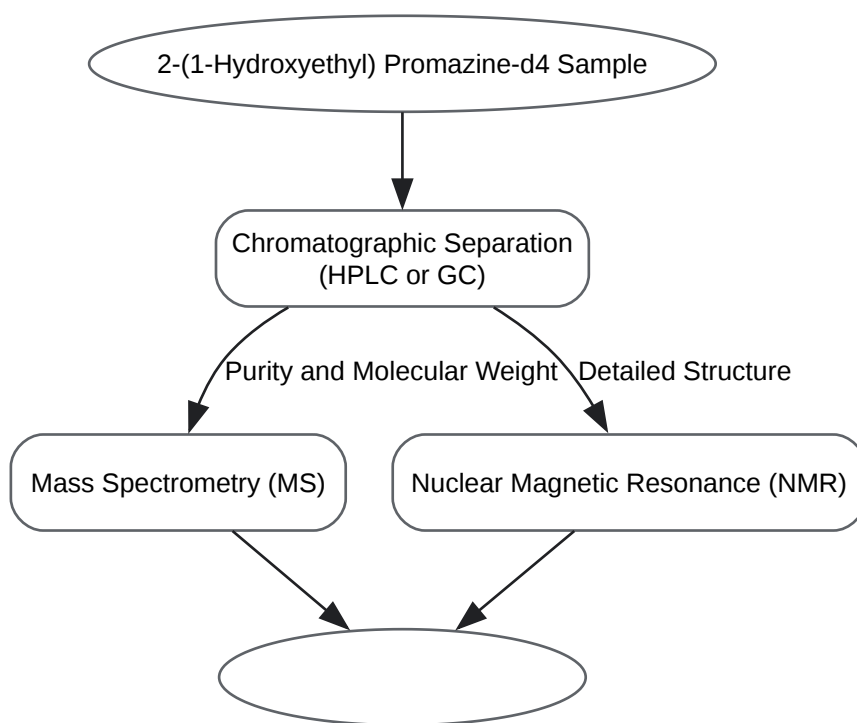 2-(1-Hydroxyethyl) Promazine-d4 Sample
Chromatographic Separation
(HPLC or GC)
Purity and Molecular Weight
Detailed Structure
Mass Spectrometry (MS)
Nuclear Magnetic Resonance (NMR)